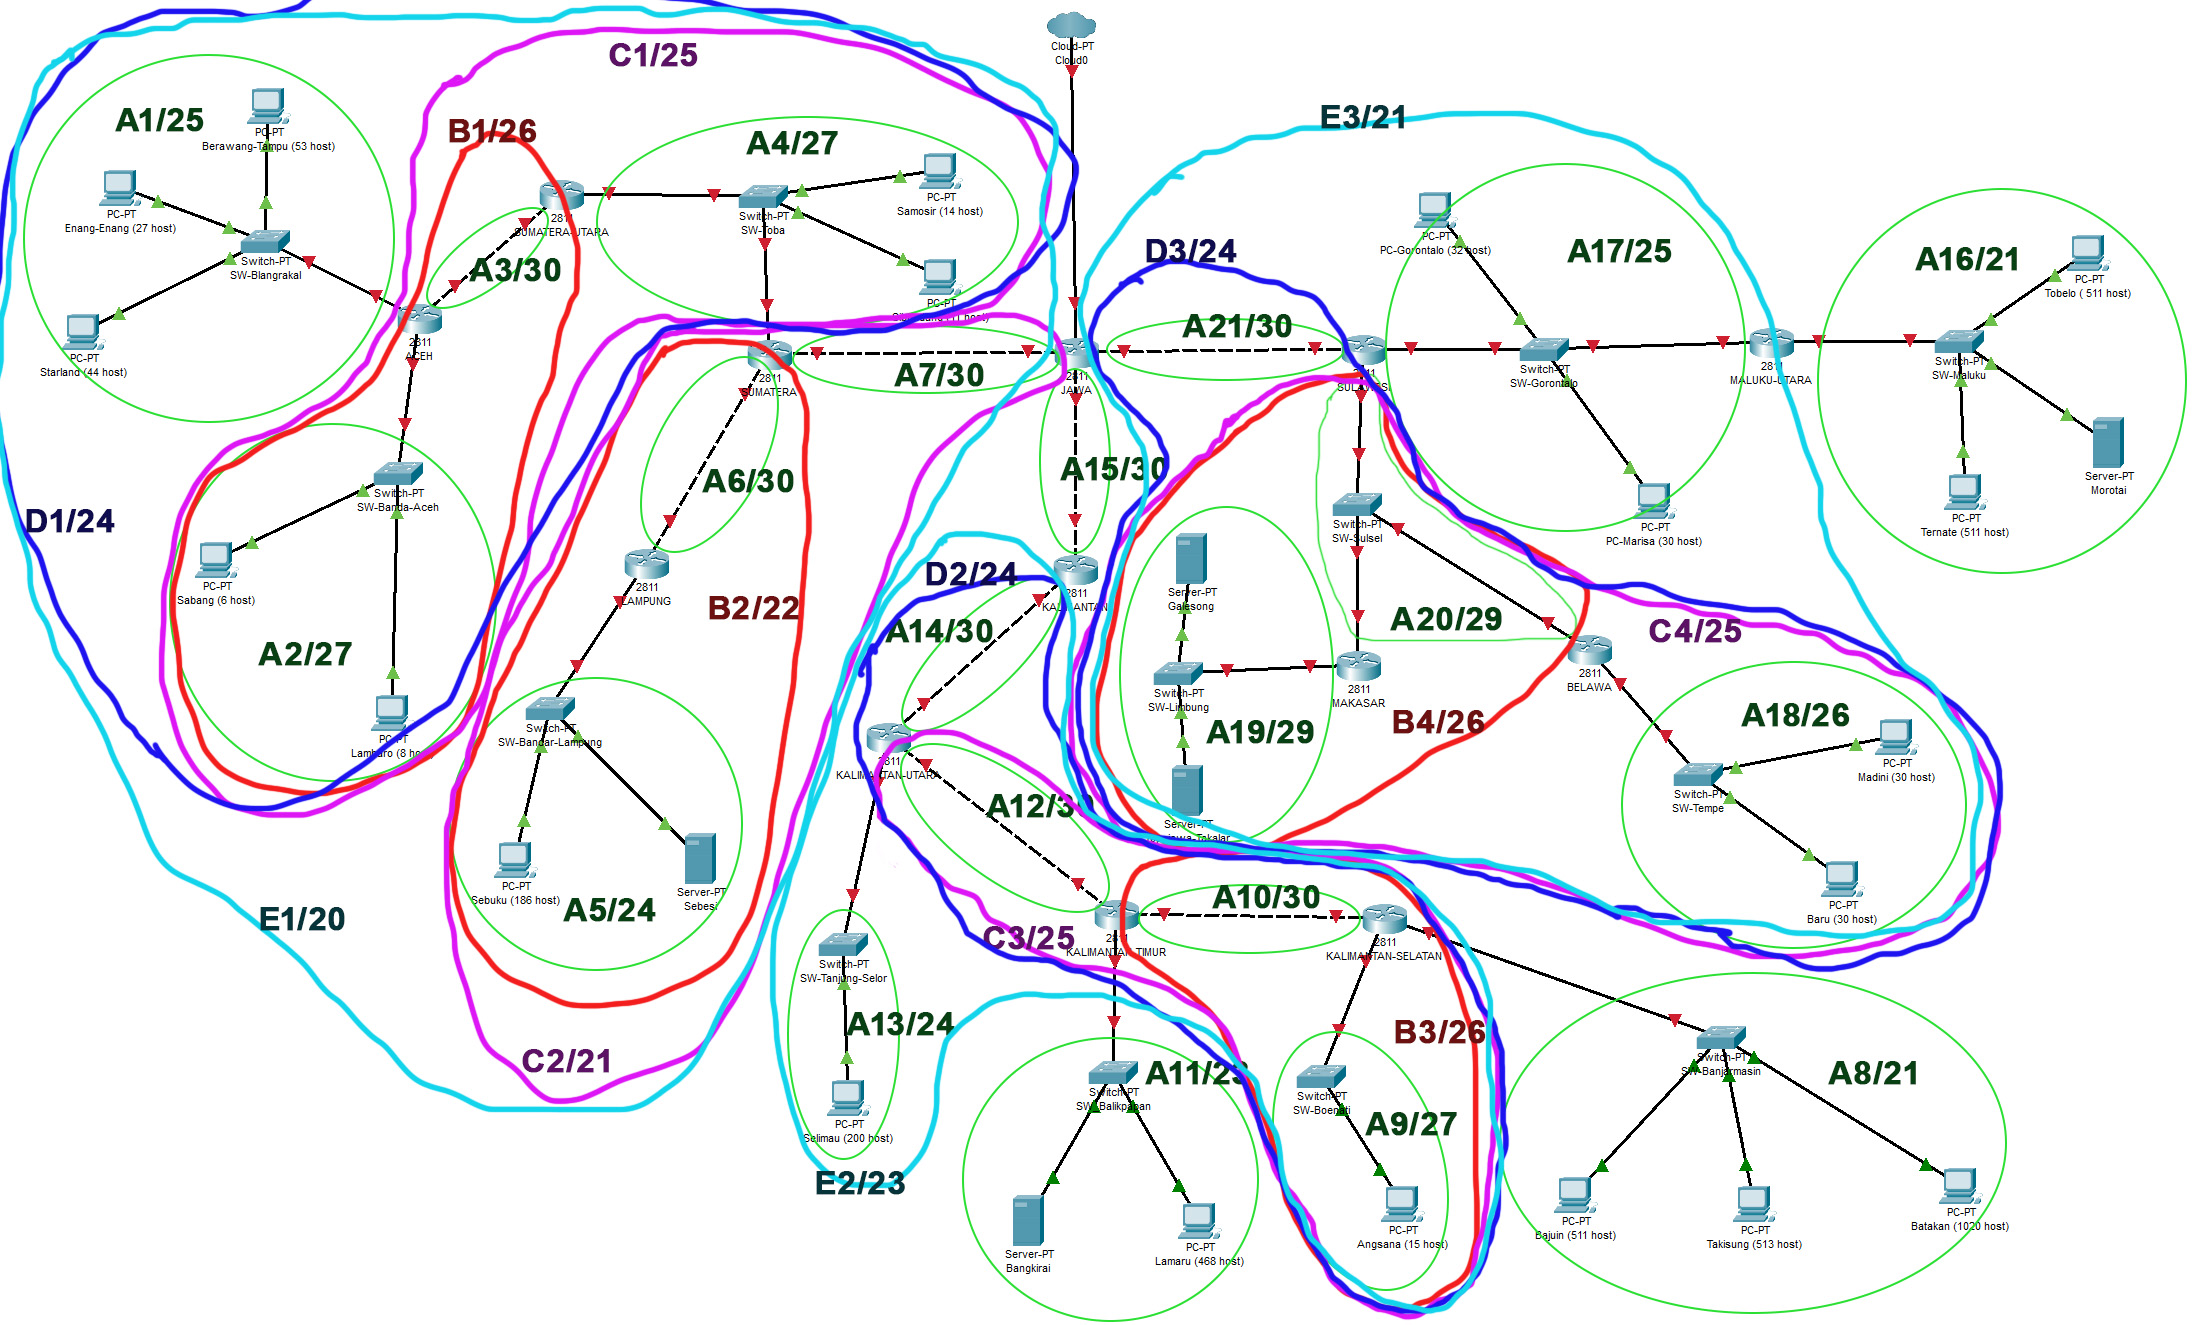 C1/25
Cloud-PT
Cloud0
A1/25
PC-PT
Berawang-Tampu (53 host)
B1/26
A4/27
E3/21
PC-PT
Enang-Enang (27 host)
Switch-PT
SW-Blangrakal
PC-PT
Starland (44 host)
2811
ACEH
2811
SUMATERA-UTARA
A3/30
Switch-PT
SW-Toba
PC-PT
Samosir (14 host)
PC-PT
D3/24
A21/30
PC-PT
PC-Gorontalo (32 host)
A17/25
A16/21
PC-PT
Tobelo ( 511 host)
2811
SUMATERA
A7/30
2811
JAWA
2811
Switch-PT
SW-Gorontalo
2811
MALUKU-UTARA
Switch-PT
SW-Maluku
Server-PT
Morotai
PC-PT
Ternate (511 host)
PC-PT
PC-Marisa (30 host)
D1/24
Switch-PT
SW-Banda-Aceh
PC-PT
Sabang (6 host)
A2/27
PC-PT
A6/30
2811
LAMPUNG
B2/22
A15/30
D2/24
2811
KALIMANTAN
A14/30
Switch-PT
SW-Sulsel
Server-PT
Galesong
A20/29
C4/25
Switch-PT
SW-Limbung
2811
MAKASAR
2811
BELAWA
A19/29
B4/26
A18/26
PC-PT
Madini (30 host)
Switch-PT
SW-Tempe
PC-PT
Baru (30 host)
Server-PT
Switch-PT
SW-Bandar-Lampung
2811
KALIMANTAN-UTARA
A12/30
PC-PT
Sebuku (186 host)
A5/24
Server-PT
Sebesi
E1/20
C2/21
C3/25
2811
KALIMANTAN-TIMUR
A10/30
2811
KALIMANTAN-SELATAN
Switch-PT
SW-Tanjung-Selor
A13/24
PC-PT
Selimau (200 host)
E2/23
B3/26
Switch-PT
SW-Banjarmasin
A8/21
Switch-PT
SW-Balikpapan
A11/23
Switch-PT
SW-Boenati
A9/27
Server-PT
Bangkirai
PC-PT
Lamaru (468 host)
PC-PT
Angsana (15 host)
PC-PT
Bajuin (511 host)
PC-PT
Takisung (513 host)
PC-PT
Batakan (1020 host)